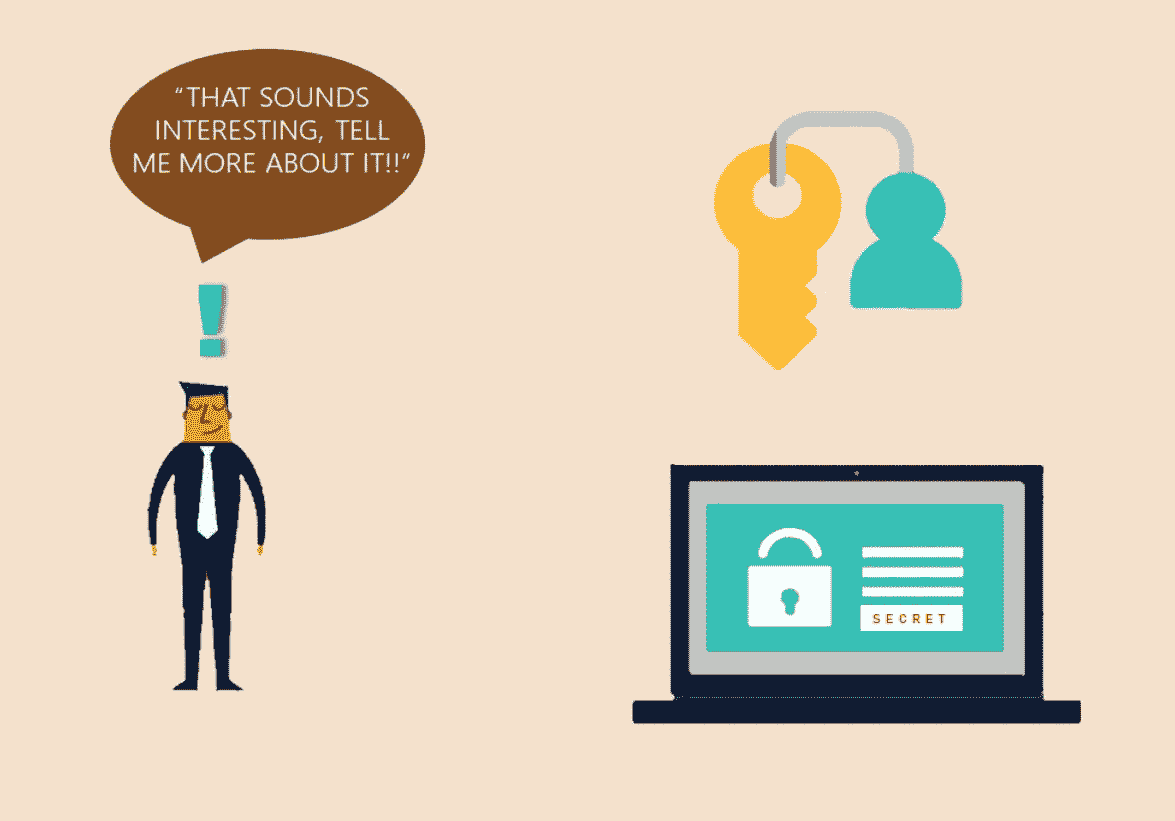 “THAT SOUNDS
INTERESTING, TELL
ME MORE ABOUT IT!!”
!
SECRET